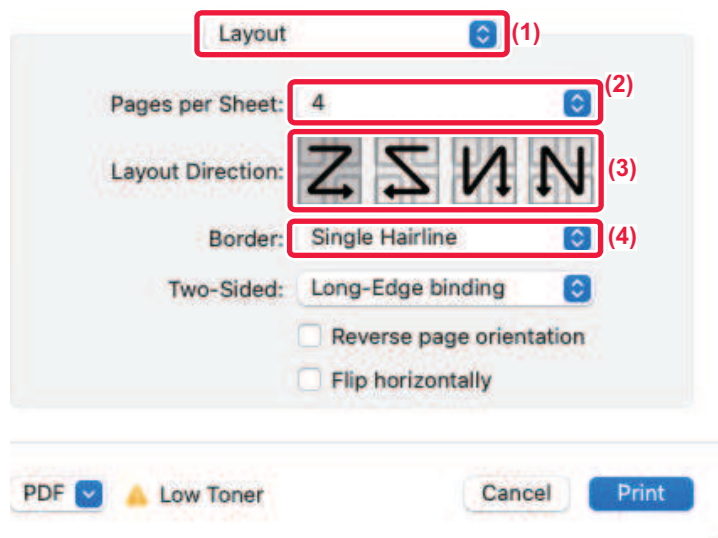 Layout (1)
Pages per Sheet: 4 (2)
Layout Direction: (3)
Border: Single Hairline (4)
Two-Sided: Long-Edge binding
Reverse page orientation
Flip horizontally
PDF Low Toner Cancel Print